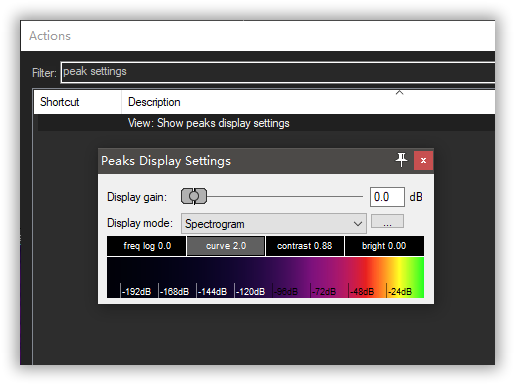 Actions
Filter: peak settings
Shortcut Description
View: Show peaks display settings
Peaks Display Settings x
Display gain: 0.0 dB
Display mode: Spectrogram ...
freq log 0.0 curve 2.0 contrast 0.88 bright 0.00
-192dB -168dB -144dB -120dB -96dB -72dB -48dB -24dB